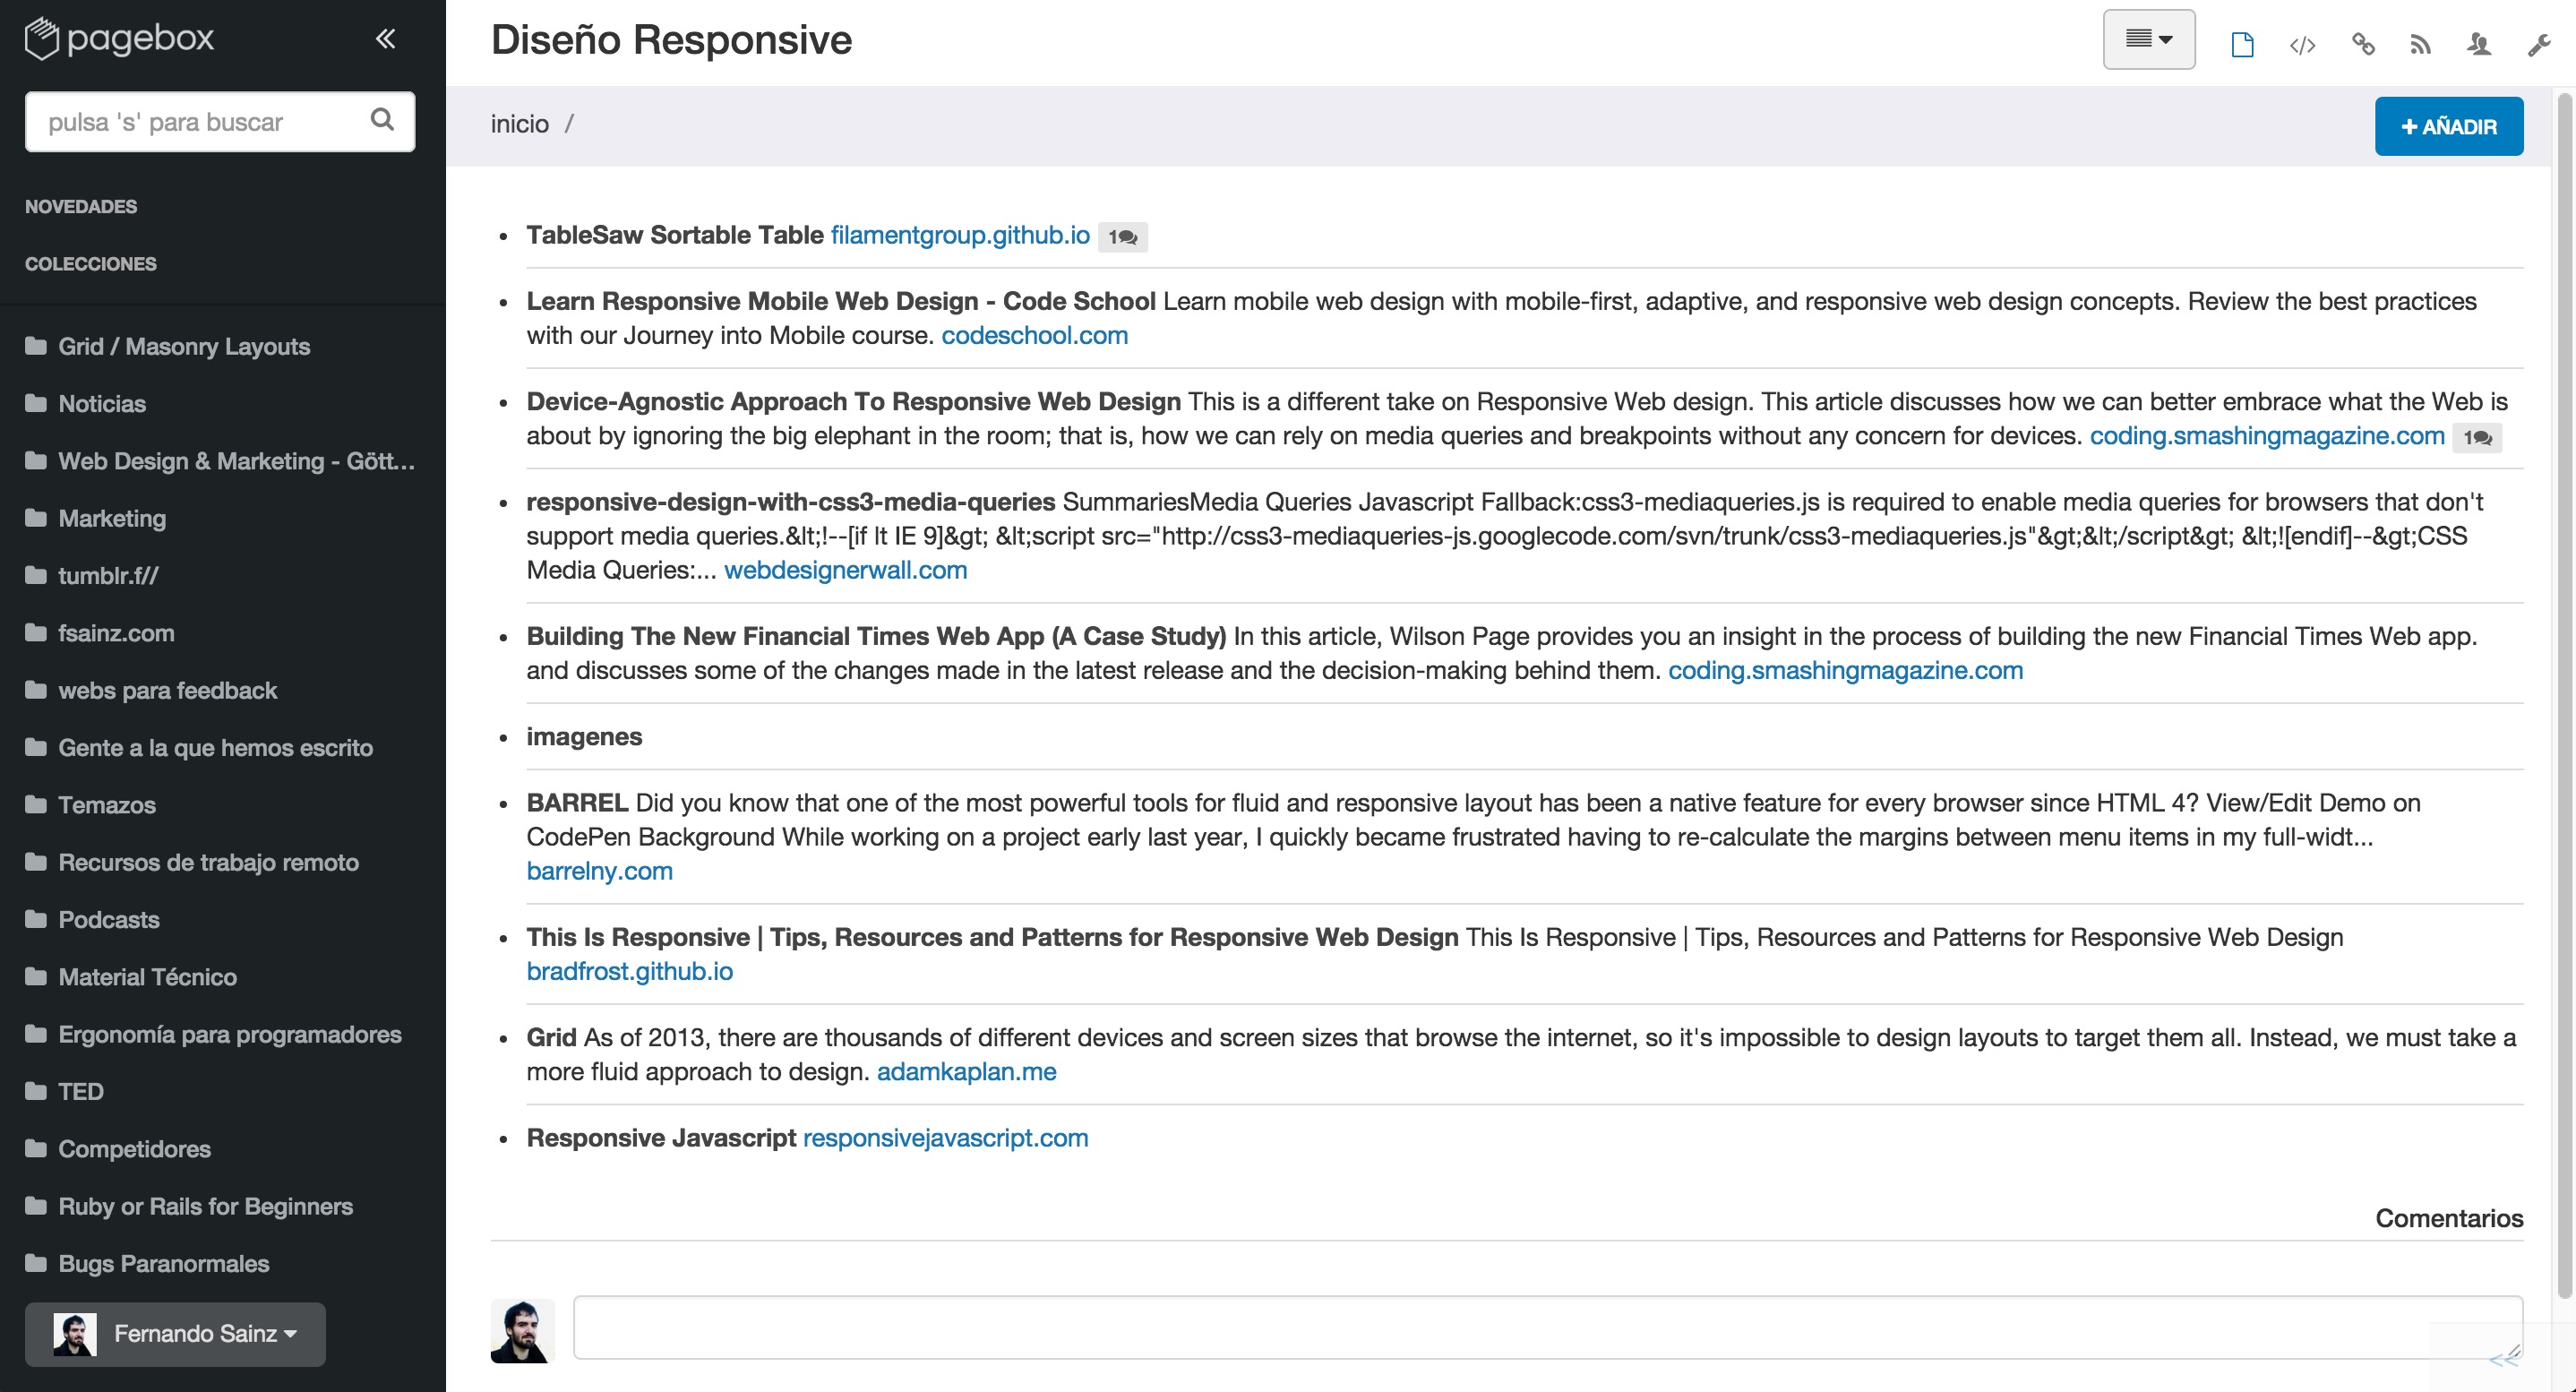 pagebox
pulsa 's' para buscar
NOVEDADES
COLECCIONES
Grid / Masonry Layouts
Noticias
Web Design & Marketing - Gött...
Marketing
tumblr.f//
fsainz.com
webs para feedback
Gente a la que hemos escrito
Temazos
Recursos de trabajo remoto
Podcasts
Material Técnico
Ergonomía para programadores
TED
Competidores
Ruby or Rails for Beginners
Bugs Paranormales
Fernando Sainz
Diseño Responsive
inicio /
AÑADIR
TableSaw Sortable Table filamentgroup.github.io 1
Learn Responsive Mobile Web Design - Code School Learn mobile web design with mobile-first, adaptive, and responsive web design concepts. Review the best practices
with our Journey into Mobile course. codeschool.com
Device-Agnostic Approach To Responsive Web Design This is a different take on Responsive Web design. This article discusses how we can better embrace what the Web is
about by ignoring the big elephant in the room; that is, how we can rely on media queries and breakpoints without any concern for devices. coding.smashingmagazine.com 1
responsive-design-with-css3-media-queries SummariesMedia Queries Javascript Fallback:css3-mediaqueries.js is required to enable media queries for browsers that don't
support media queries.&lt;!--[if lt IE 9]&gt; &lt;script src="http://css3-mediaqueries-js.googlecode.com/svn/trunk/css3-mediaqueries.js"&gt;&lt;/script&gt; &lt;![endif]--&gt;CSS
Media Queries:... webdesignerwall.com
Building The New Financial Times Web App (A Case Study) In this article, Wilson Page provides you an insight in the process of building the new Financial Times Web app.
and discusses some of the changes made in the latest release and the decision-making behind them. coding.smashingmagazine.com
imagenes
BARREL Did you know that one of the most powerful tools for fluid and responsive layout has been a native feature for every browser since HTML 4? View/Edit Demo on
CodePen Background While working on a project early last year, I quickly became frustrated having to re-calculate the margins between menu items in my full-widt...
barrelny.com
This Is Responsive | Tips, Resources and Patterns for Responsive Web Design This Is Responsive | Tips, Resources and Patterns for Responsive Web Design
bradfrost.github.io
Grid As of 2013, there are thousands of different devices and screen sizes that browse the internet, so it's impossible to design layouts to target them all. Instead, we must take a
more fluid approach to design. adamkaplan.me
Responsive Javascript responsivejavascript.com
Comentarios
<<